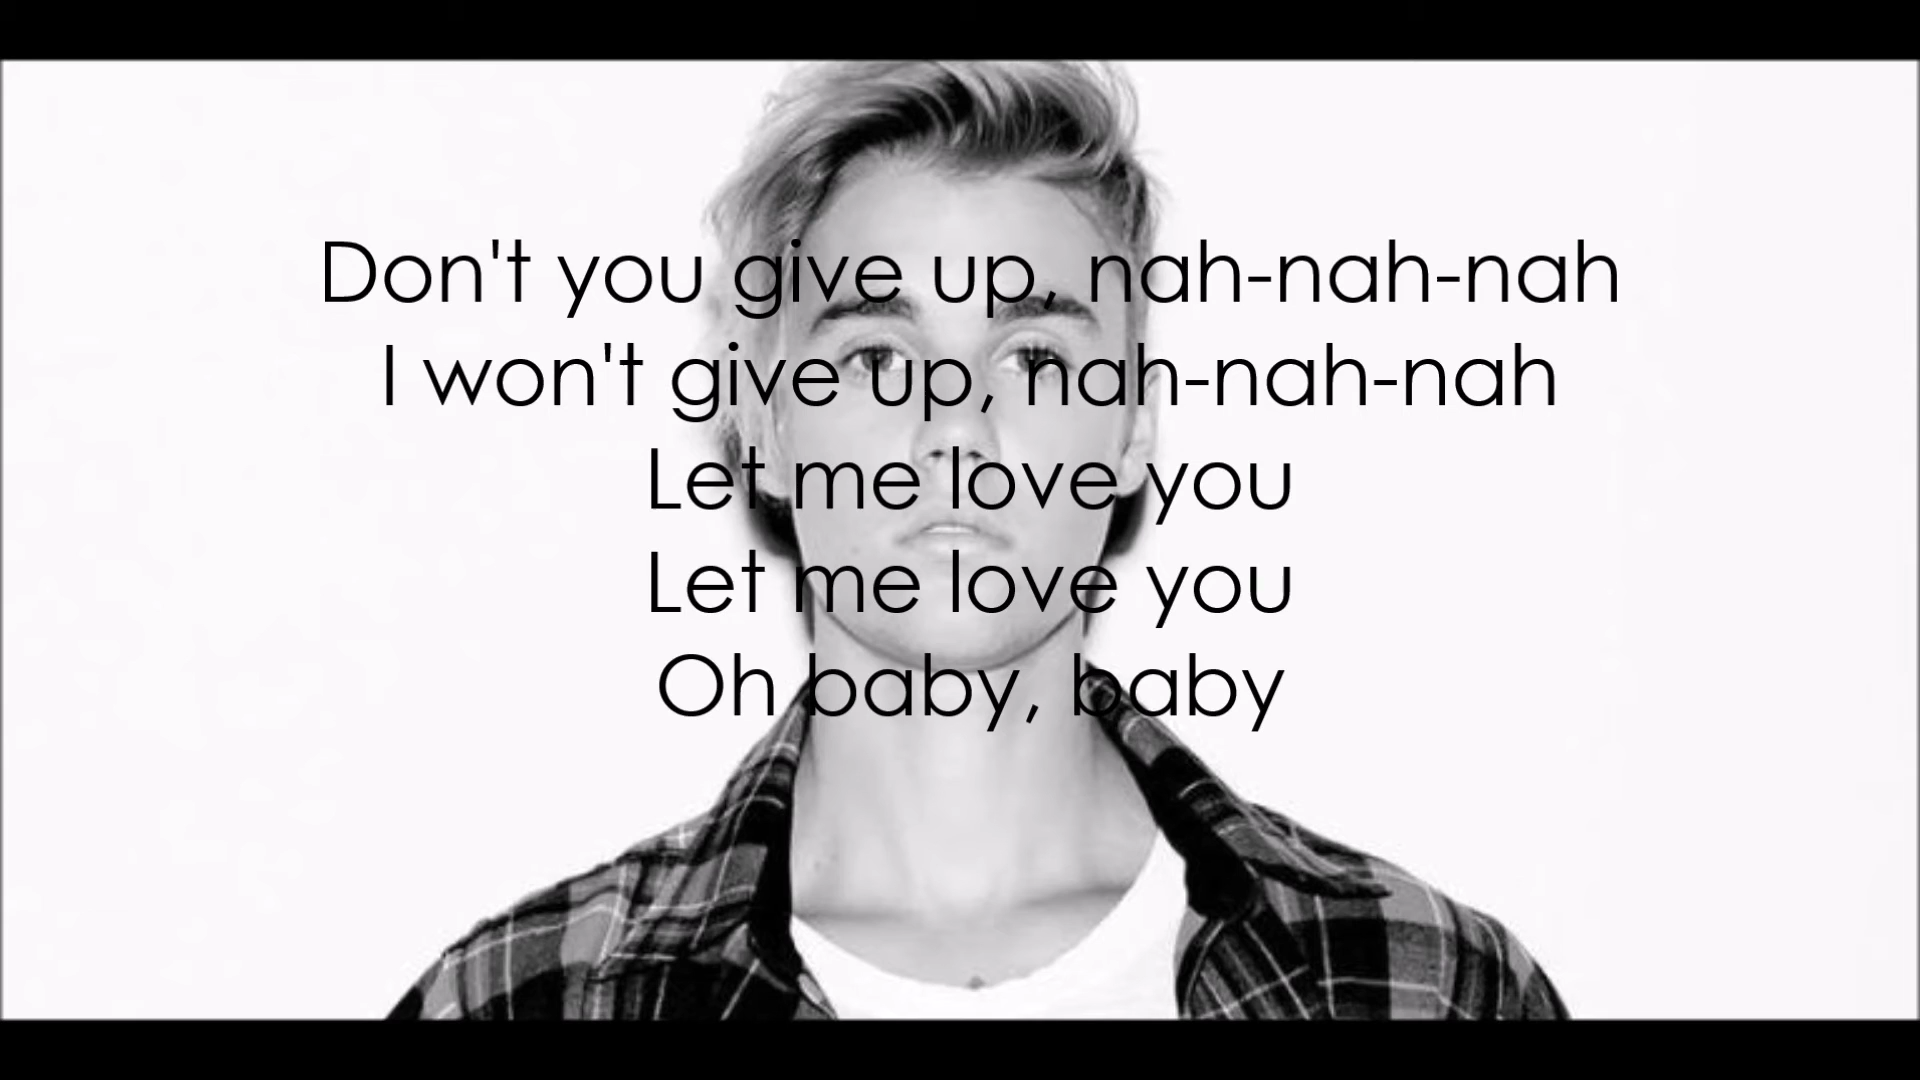 Don't you give up, nah-nah-nah
I won't give up, nah-nah-nah
Let me love you
Let me love you
Oh baby, baby